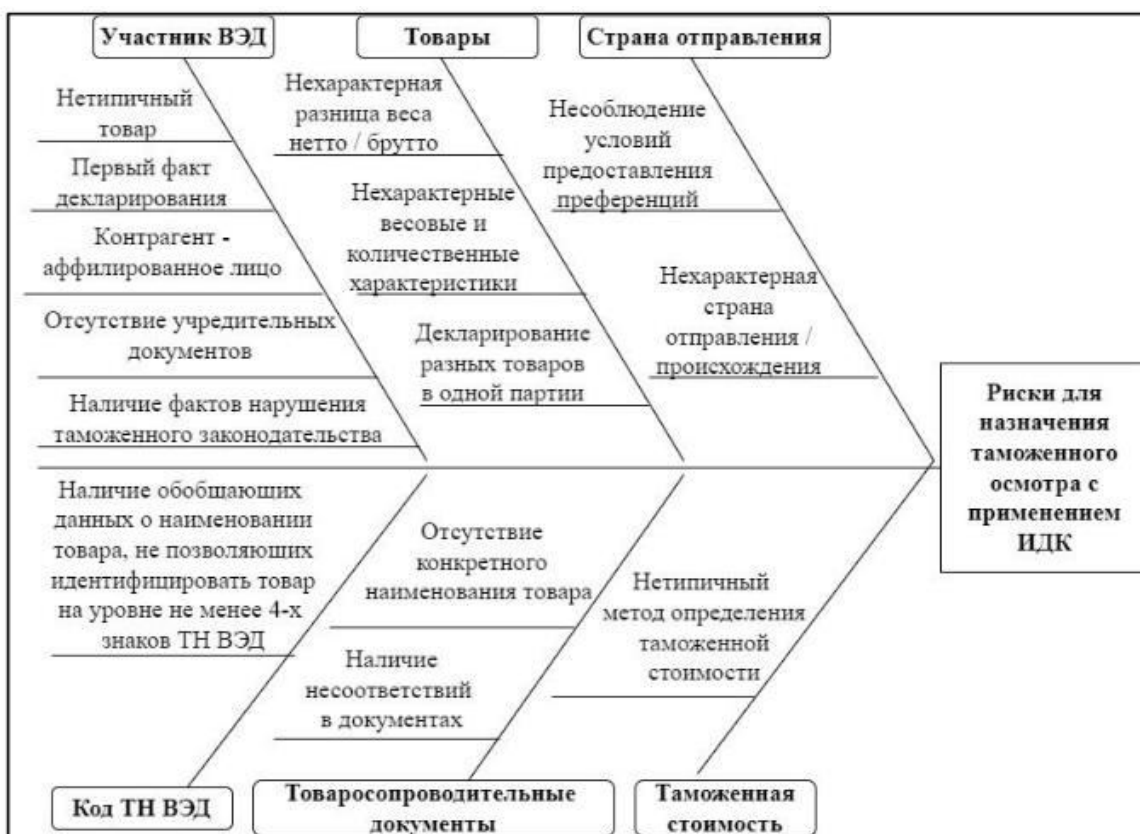 Участник ВЭД
Товары
Страна отправления
Нетипичный
товар
Первый факт
декларирования
Контрагент -
аффилированное лицо
Отсутствие учредительных
документов
Наличие фактов нарушения
таможенного законодательства
Нехарактерная
разница веса
нетто / брутто
Нехарактерные
весовые и
количественные
характеристики
Декларирование
разных товаров
в одной партии
Несоблюдение
условий
предоставления
преференций
Нехарактерная
страна
отправления /
происхождения
Риски для
назначения
таможенного
осмотра с
применением
ИДК
Наличие обобщающих
данных о наименовании
товара, не позволяющих
идентифицировать товар
на уровне не менее 4-х
знаков ТН ВЭД
Отсутствие
конкретного
наименования товара
Наличие
несоответствий
в документах
Нетипичный
метод определения
таможенной
стоимости
Код ТН ВЭД
Товаросопроводительные
документы
Таможенная
стоимость